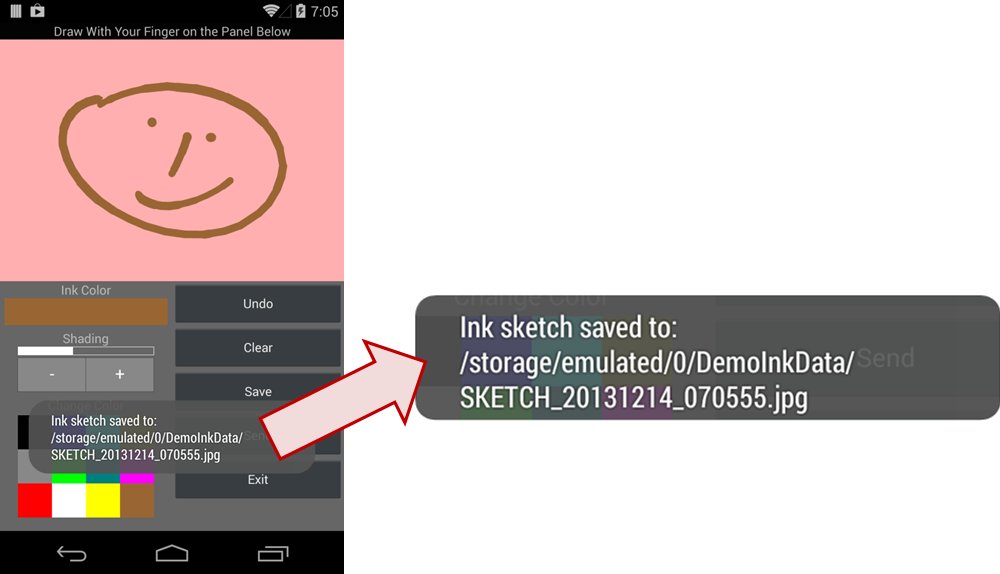 7:05
Draw With Your Finger on the Panel Below
Ink Color
Undo
Shading
Clear
-
+
Save
Change Color
Ink sketch saved to:
/storage/emulated/0/DemoInkData/
SKETCH_20131214_070555.jpg
Send
Exit
Change Color
Ink sketch saved to:
/storage/emulated/0/DemoInkData/
SKETCH_20131214_070555.jpg
Send